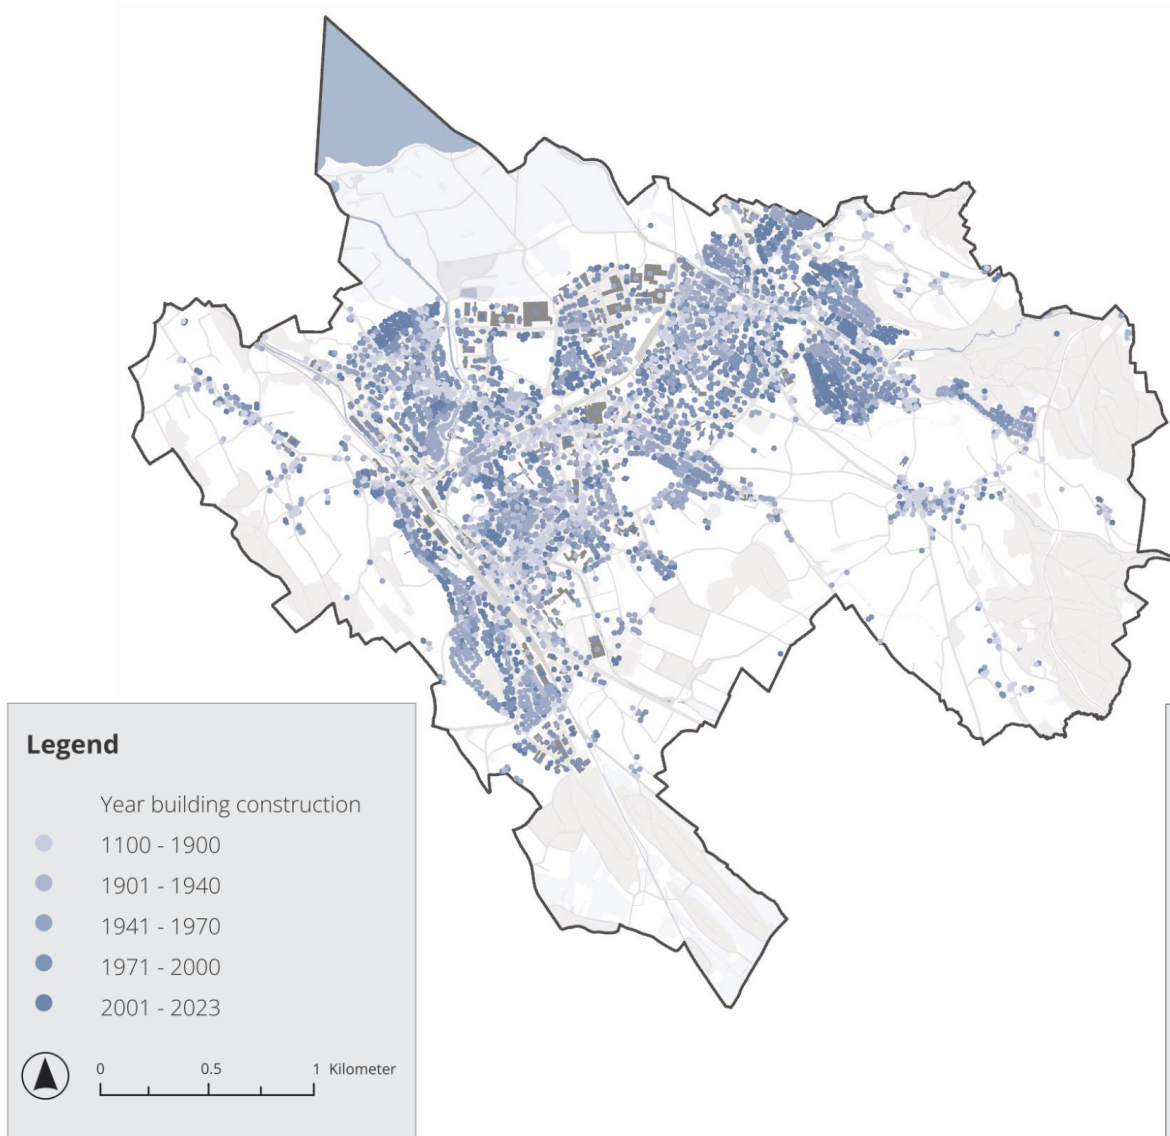 Legend
Year building construction
1100 - 1900
1901 - 1940
1941 - 1970
1971 - 2000
2001 - 2023
0 0.5 1 Kilometer